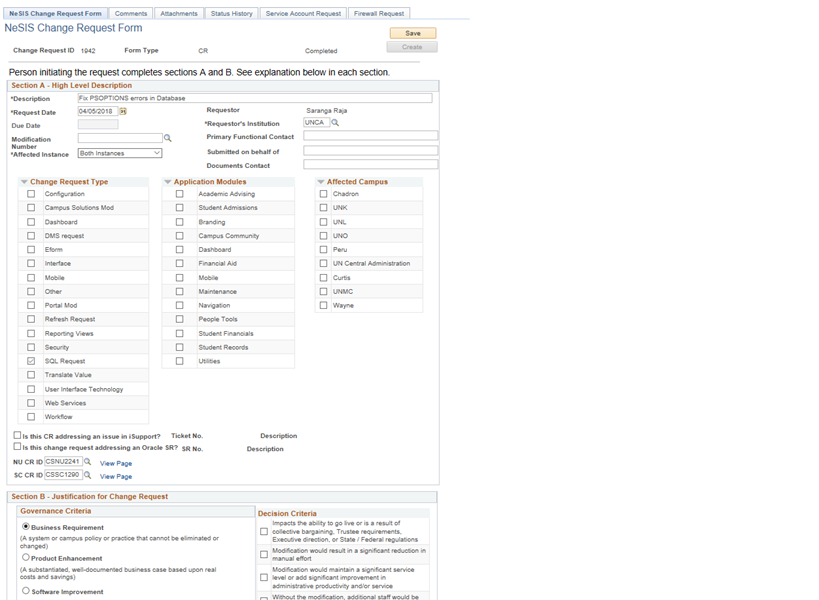 NeSIS Change Request Form Comments Attachments Status History Service Account Request Firewall Request
NeSIS Change Request Form
Save
Create
Change Request ID 1942 Form Type CR Completed
Person initiating the request completes sections A and B. See explanation below in each section.
Section A - High Level Description
*Description Fix PSOPTIONS errors in Database
*Request Date 04/05/2018
Requestor Saranga Raja
Due Date
*Requestor's Institution UNCA
Modification Number
Primary Functional Contact
*Affected Instance Both Instances
Submitted on behalf of
Documents Contact
Change Request Type
Configuration
Campus Solutions Mod
Dashboard
DMS request
Eform
Interface
Mobile
Other
Portal Mod
Refresh Request
Reporting Views
Security
SQL Request
Translate Value
User Interface Technology
Web Services
Workflow
Application Modules
Academic Advising
Student Admissions
Branding
Campus Community
Dashboard
Financial Aid
Mobile
Maintenance
Navigation
People Tools
Student Financials
Student Records
Utilities
Affected Campus
Chadron
UNK
UNL
UNO
Peru
UN Central Administration
Curtis
UNMC
Wayne
Is this CR addressing an issue in iSupport? Ticket No. Description
Is this change request addressing an Oracle SR? SR No. Description
NU CR ID CSNU2241 View Page
SC CR ID CSSC1290 View Page
Section B - Justification for Change Request
Governance Criteria
Business Requirement
(A system or campus policy or practice that cannot be eliminated or
changed)
Product Enhancement
(A substantiated, well-documented business case based upon real
costs and savings)
Software Improvement
Decision Criteria
Impacts the ability to go live or is a result of
collective bargaining, Trustee requirements,
Executive direction, or State / Federal regulations
Modification would result in a significant reduction in
manual effort
Modification would maintain a significant service
level or add significant improvement in
administrative productivity and/or service
Without the modification, additional staff would be